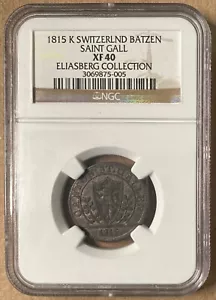 1815 K SWITZERLND BATZEN
SAINT GALL
XF 40
ELIASBERG COLLECTION
3069875-005
NGC